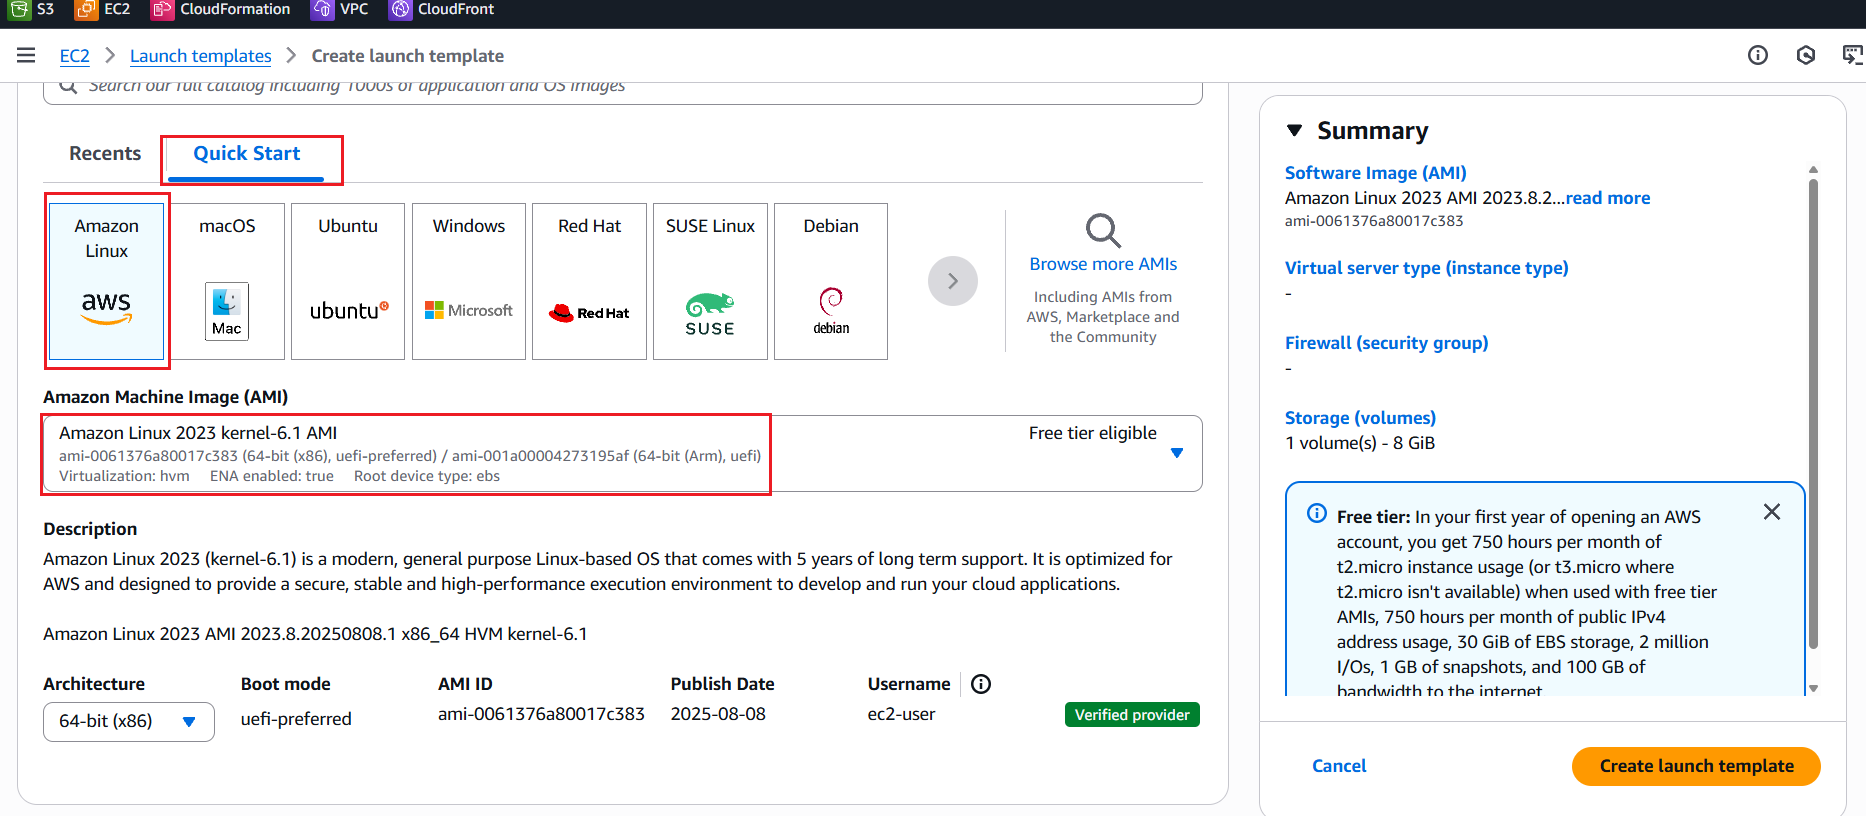 S3 EC2 CloudFormation VPC CloudFront
EC2 Launch templates Create launch template
Search our full catalog including 1000s of application and OS images
Recents Quick Start
Amazon Linux
aws
macOS
Mac
Ubuntu
ubuntu
Windows
Microsoft
Red Hat
Red Hat
SUSE Linux
SUSE
Debian
debian
Browse more AMIs
Including AMIs from
AWS, Marketplace and
the Community
Amazon Machine Image (AMI)
Amazon Linux 2023 kernel-6.1 AMI Free tier eligible
ami-0061376a80017c383 (64-bit (x86), uefi-preferred) / ami-001a00004273195af (64-bit (Arm), uefi)
Virtualization: hvm ENA enabled: true Root device type: ebs
Description
Amazon Linux 2023 (kernel-6.1) is a modern, general purpose Linux-based OS that comes with 5 years of long term support. It is optimized for
AWS and designed to provide a secure, stable and high-performance execution environment to develop and run your cloud applications.
Amazon Linux 2023 AMI 2023.8.20250808.1 x86_64 HVM kernel-6.1
Architecture Boot mode AMI ID Publish Date Username
64-bit (x86) uefi-preferred ami-0061376a80017c383 2025-08-08 ec2-user Verified provider
Summary
Software Image (AMI)
Amazon Linux 2023 AMI 2023.8.2...read more
ami-0061376a80017c383
Virtual server type (instance type)
-
Firewall (security group)
-
Storage (volumes)
1 volume(s) - 8 GiB
Free tier: In your first year of opening an AWS
account, you get 750 hours per month of
t2.micro instance usage (or t3.micro where
t2.micro isn't available) when used with free tier
AMIs, 750 hours per month of public IPv4
address usage, 30 GiB of EBS storage, 2 million
I/Os, 1 GB of snapshots, and 100 GB of
bandwidth to the internet.
Cancel Create launch template